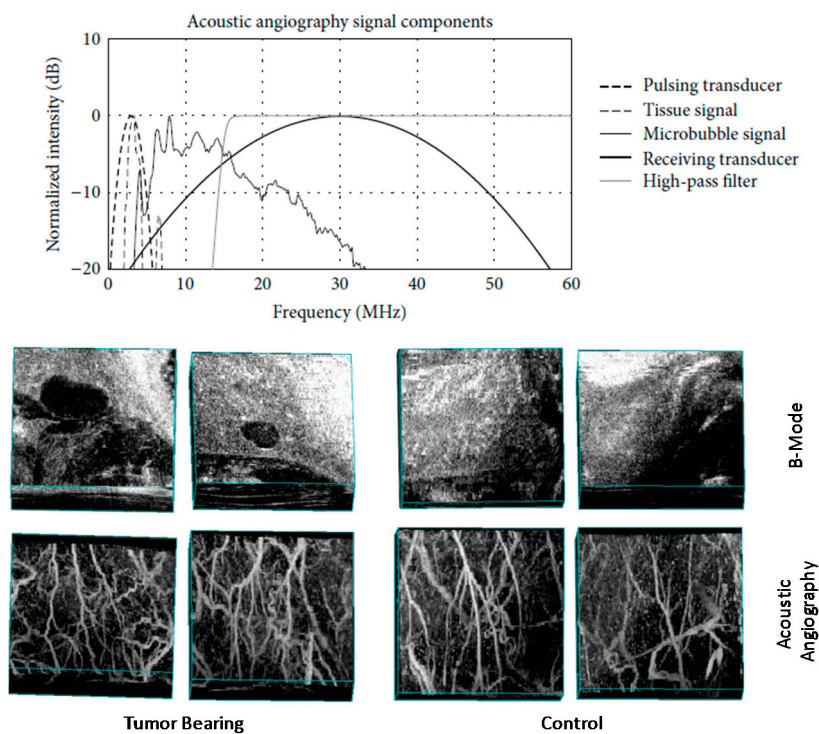 Acoustic angiography signal components
10
0
−10
−20
0
10
20
30
40
50
60
Normalized intensity (dB)
Frequency (MHz)
Pulsing transducer
Tissue signal
Microbubble signal
Receiving transducer
High-pass filter
B-Mode
Acoustic
Angiography
Tumor Bearing
Control